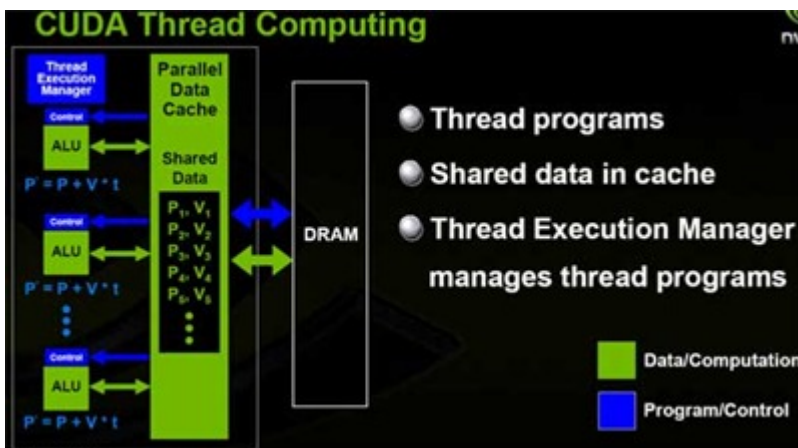 CUDA Thread Computing
Thread
Execution
Manager
Control
ALU
P' = P + V * t
Control
ALU
P' = P + V * t
Control
ALU
P' = P + V * t
Parallel
Data
Cache
Shared
Data
P₁, V₁
P₂, V₂
P₃, V₃
P₄, V₄
P₅, V₅
DRAM
Thread programs
Shared data in cache
Thread Execution Manager
manages thread programs
Data/Computation
Program/Control